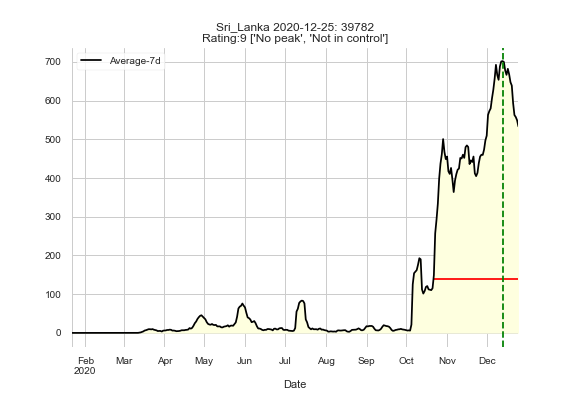 Sri_Lanka 2020-12-25: 39782
Rating:9 ['No peak', 'Not in control']
Average-7d
700
600
500
400
300
200
100
0
Feb Mar Apr May Jun Jul Aug Sep Oct Nov Dec
2020
Date